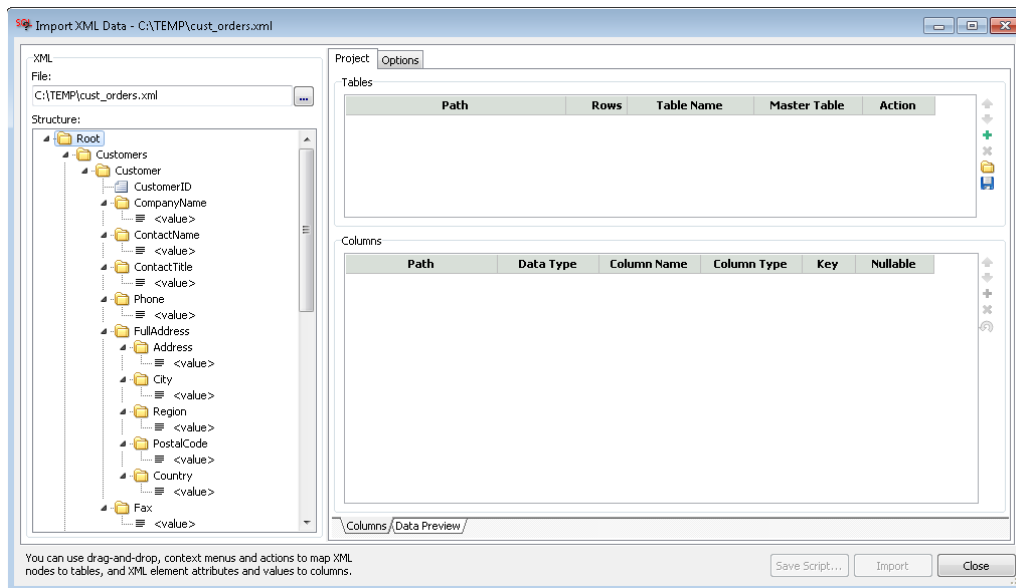 SQL Import XML Data - C:\TEMP\cust_orders.xml
XML
File:
C:\TEMP\cust_orders.xml
...
Structure:
Root
Customers
Customer
CustomerID
CompanyName
<value>
ContactName
<value>
ContactTitle
<value>
Phone
<value>
FullAddress
Address
<value>
City
<value>
Region
<value>
PostalCode
<value>
Country
<value>
Fax
<value>
Project Options
Tables
Path Rows Table Name Master Table Action
Columns
Path Data Type Column Name Column Type Key Nullable
Columns Data Preview
You can use drag-and-drop, context menus and actions to map XML
nodes to tables, and XML element attributes and values to columns.
Save Script... Import Close